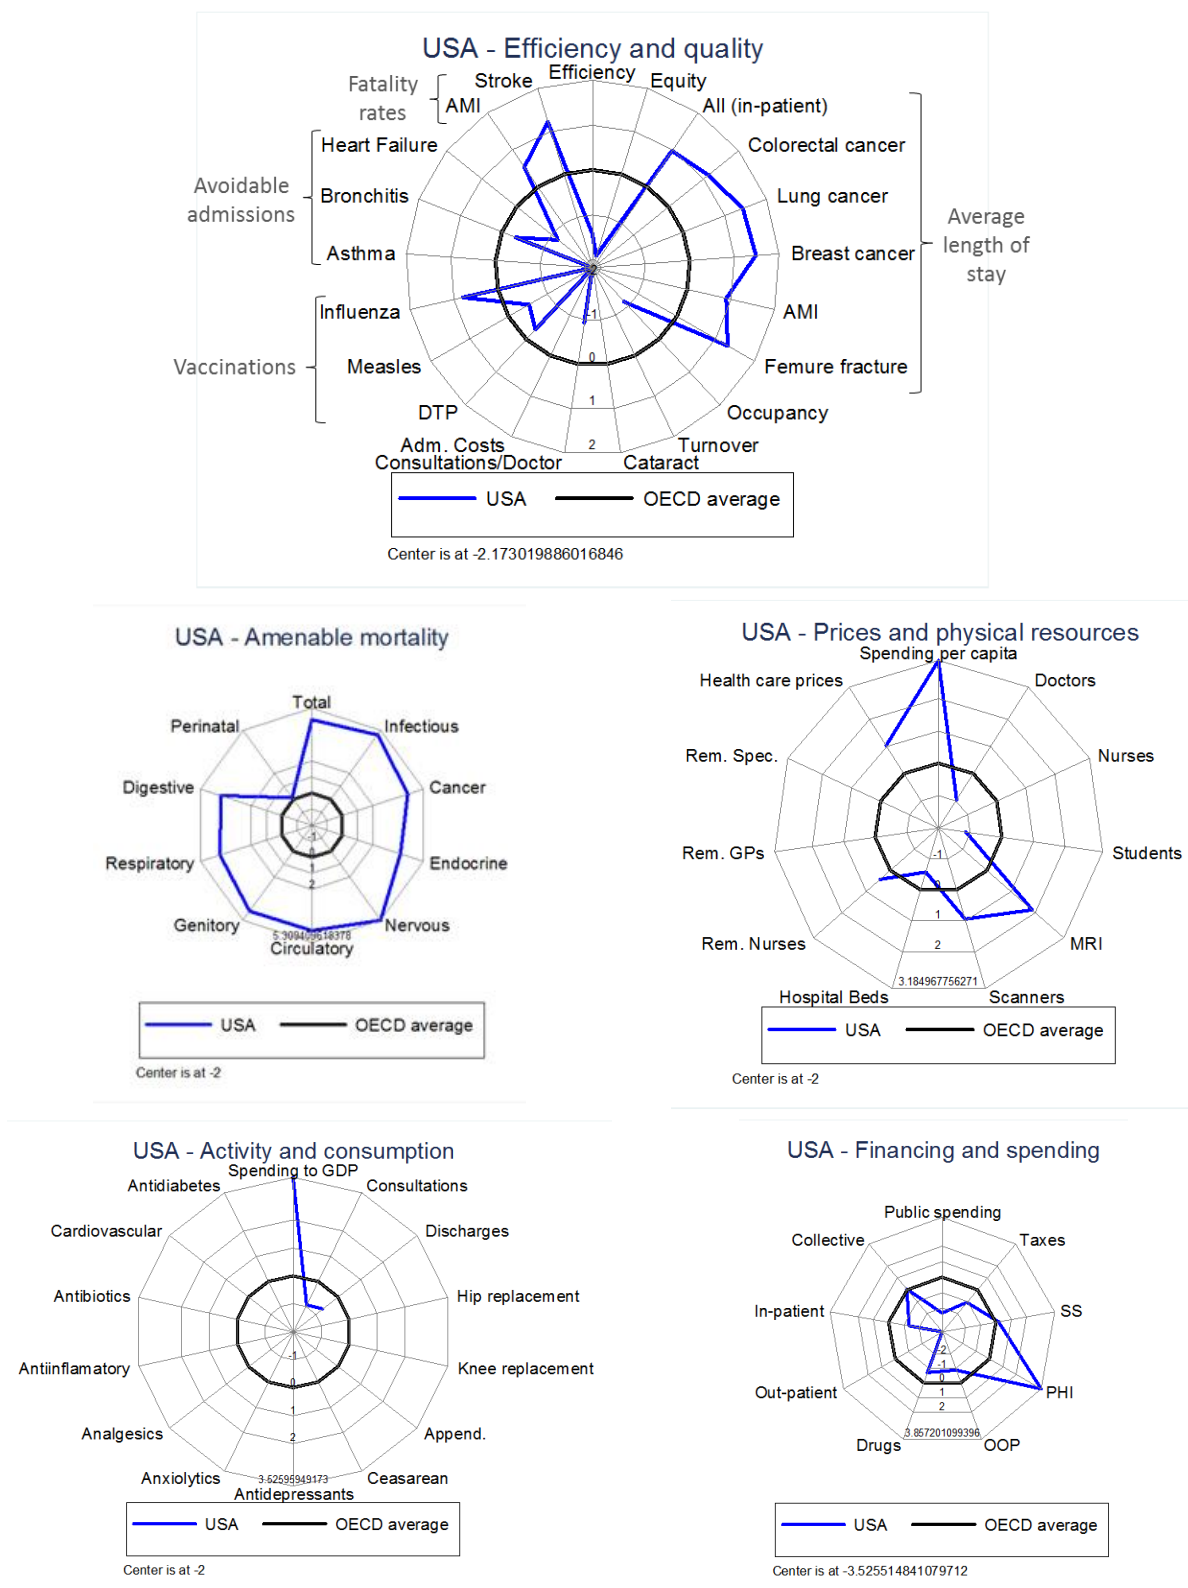 USA - Efficiency and quality
Fatality
rates
Stroke
Efficiency
Equity
AMI
All (in-patient)
Heart Failure
Colorectal cancer
Avoidable
admissions
Bronchitis
Lung cancer
Average
length of
stay
Asthma
Breast cancer
-2
Influenza
AMI
-1
Vaccinations
Measles
0
Femure fracture
DTP
1
Occupancy
Adm. Costs
2
Turnover
Consultations/Doctor
Cataract
USA
OECD average
Center is at -2.173019886016846
USA - Amenable mortality
Total
Perinatal
Infectious
Digestive
Cancer
-1
0
Respiratory
1
Endocrine
2
Genitory
Nervous
5.309409618378
Circulatory
USA
OECD average
Center is at -2
USA - Prices and physical resources
Spending per capita
Health care prices
Doctors
Rem. Spec.
Nurses
Rem. GPs
-1
Students
0
1
Rem. Nurses
2
MRI
3.184967756271
Hospital Beds
Scanners
USA
OECD average
Center is at -2
USA - Activity and consumption
Spending to GDP
Antidiabetes
Consultations
Cardiovascular
Discharges
Antibiotics
Hip replacement
-1
Antiinflamatory
0
Knee replacement
1
Analgesics
2
Append.
Anxiolytics
3.52595949173
Ceasarean
Antidepressants
USA
OECD average
Center is at -2
USA - Financing and spending
Public spending
Collective
Taxes
In-patient
SS
-2
-1
0
Out-patient
1
PHI
2
Drugs
3.857201099396
OOP
USA
OECD average
Center is at -3.525514841079712